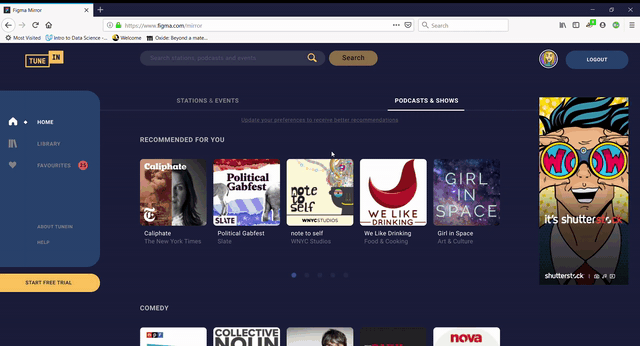 Figma Mirror
https://www.figma.com/mirror
Search
Most Visited
Intro to Data Science -...
Welcome
Oxide: Beyond a mate...
TUNE IN
Search stations, podcasts and events
Search
LOGOUT
STATIONS & EVENTS
PODCASTS & SHOWS
Update your preferences to receive better recommendations.
HOME
LIBRARY
FAVOURITES
25
ABOUT TUNEIN
HELP
START FREE TRIAL
RECOMMENDED FOR YOU
Caliphate
Political Gabfest
SLATE
note to self
WNYCSTUDIOS
WE LIKE DRINKING
GIRL IN SPACE
Caliphate
The New York Times
Political Gabfest
Slate
note to self
WNYC Studios
We Like Drinking
Food & Cooking
Girl in Space
Art & Culture
WOW
it's shutterstock
shutterstock
COMEDY
npr
COLLECTIVE NOUN
nova